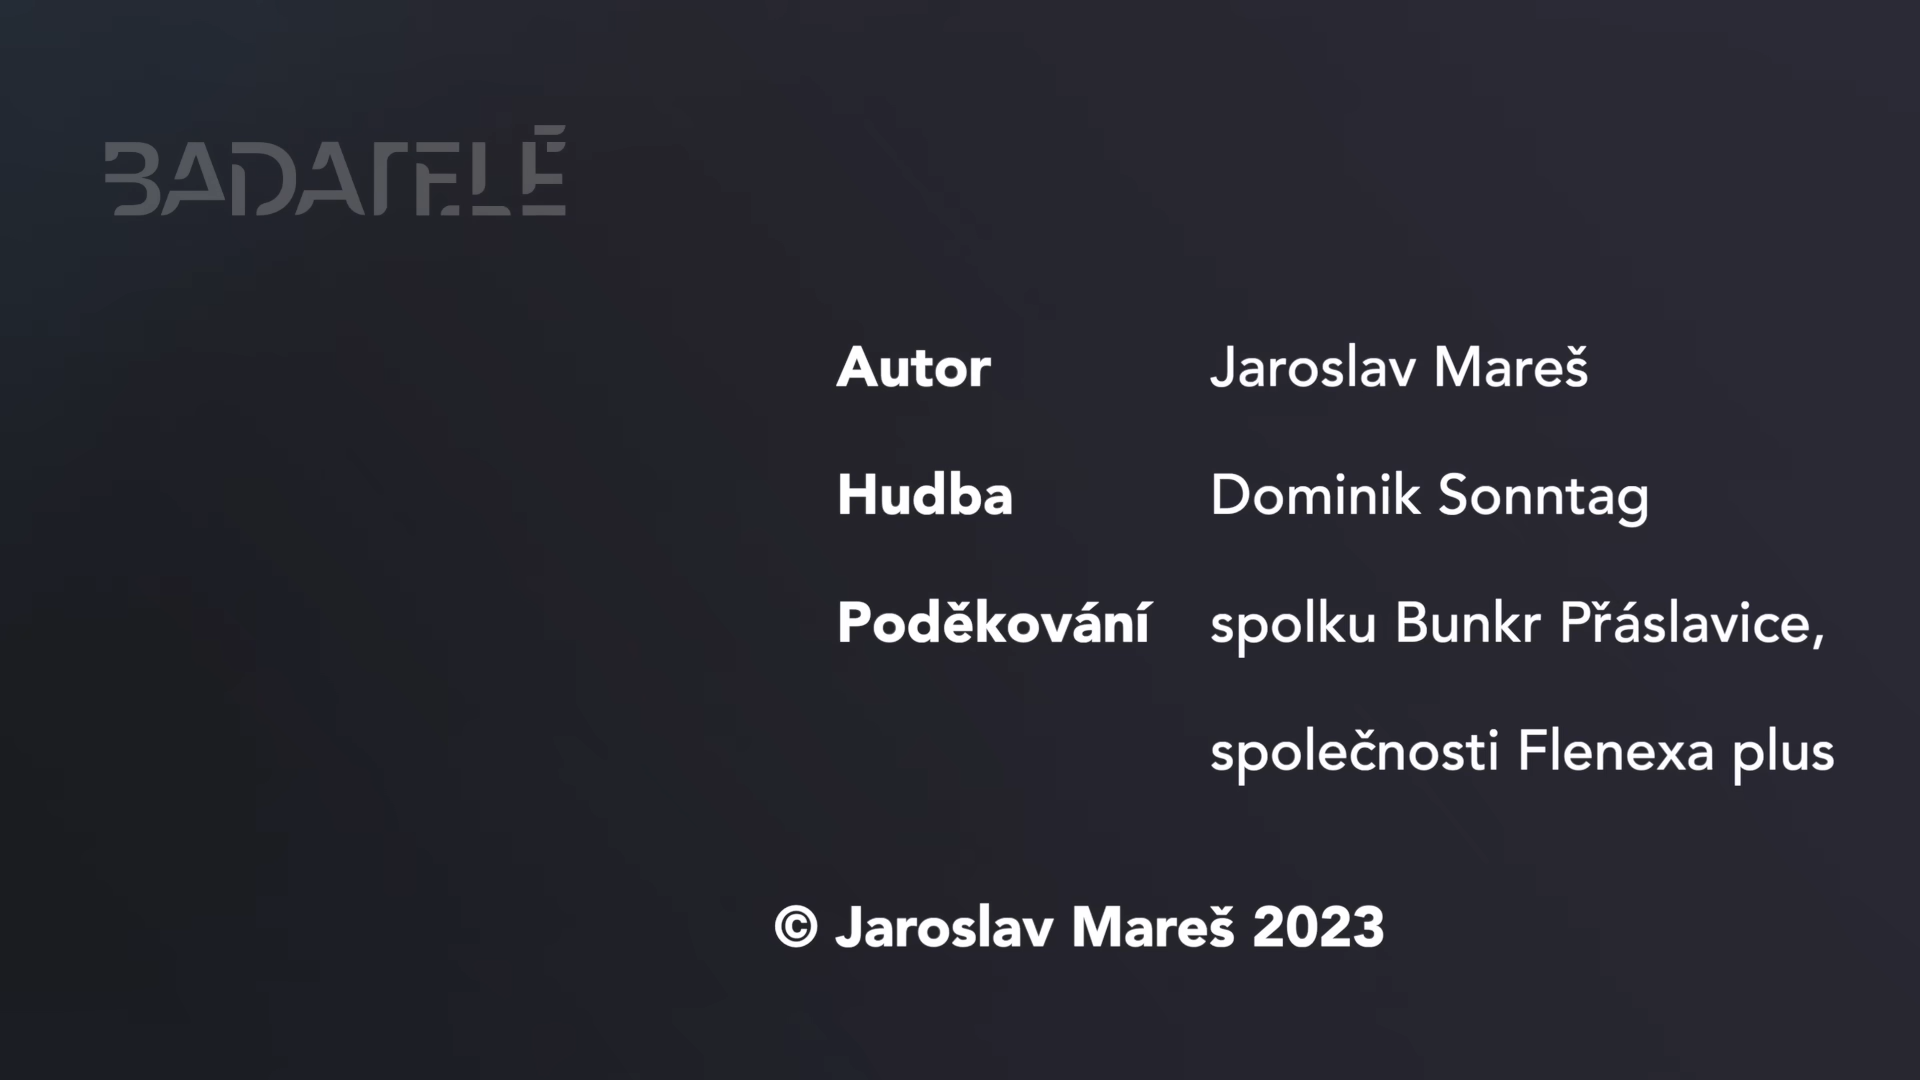 BADATELÉ
Autor Jaroslav Mareš
Hudba Dominik Sonntag
Poděkování spolku Bunkr Přáslavice,
společnosti Flenexa plus
© Jaroslav Mareš 2023